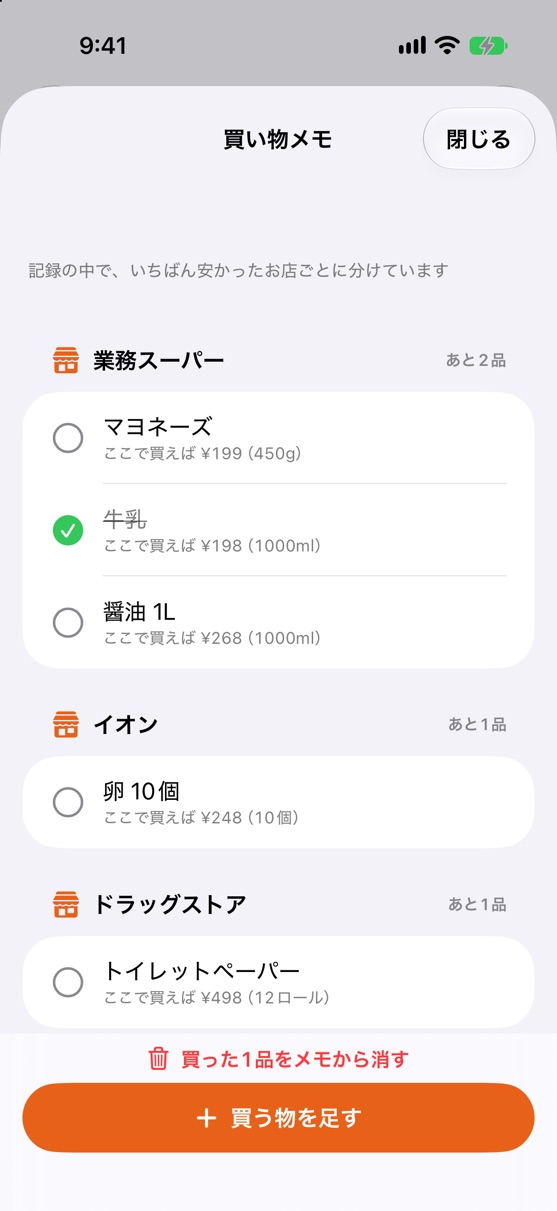 9:41
買い物メモ
閉じる
記録の中で、いちばん安かったお店ごとに分けています
業務スーパー
あと2品
マヨネーズ
ここで買えば ¥199（450g）
牛乳
ここで買えば ¥198（1000ml）
醤油 1L
ここで買えば ¥268（1000ml）
イオン
あと1品
卵 10個
ここで買えば ¥248（10個）
ドラッグストア
あと1品
トイレットペーパー
ここで買えば ¥498（12ロール）
買った1品をメモから消す
＋ 買う物を足す